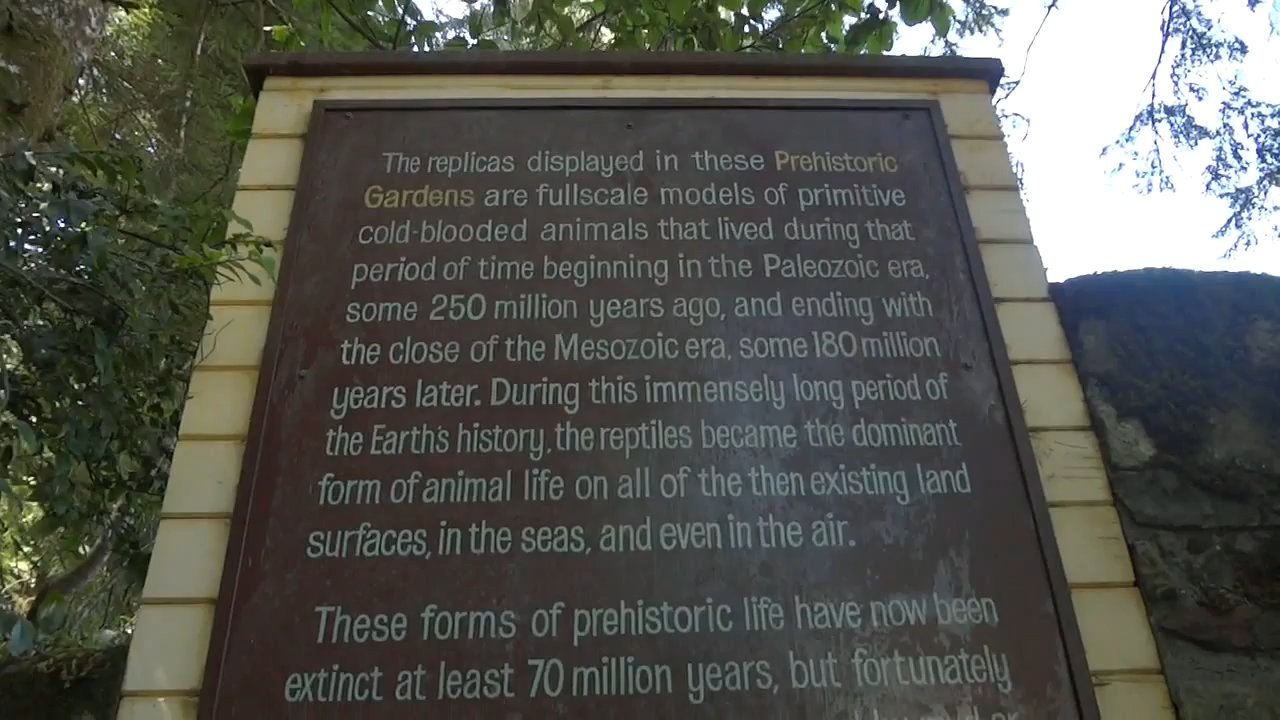 The replicas displayed in these Prehistoric
Gardens are fullscale models of primitive
cold-blooded animals that lived during that
period of time beginning in the Paleozoic era,
some 250 million years ago, and ending with
the close of the Mesozoic era, some 180 million
years later. During this immensely long period of
the Earth's history, the reptiles became the dominant
form of animal life on all of the then existing land
surfaces, in the seas, and even in the air.
These forms of prehistoric life have now been
extinct at least 70 million years, but fortunately